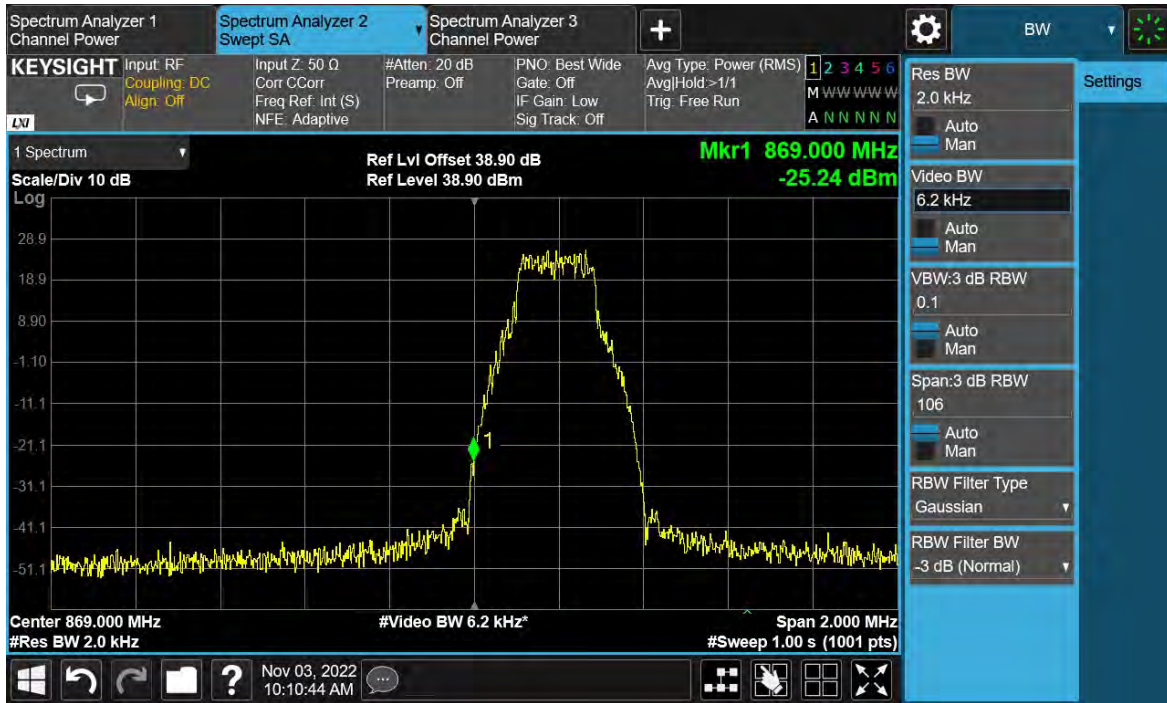 Spectrum Analyzer 1
Channel Power
Spectrum Analyzer 2
Swept SA
Spectrum Analyzer 3
Channel Power
BW
KEYSIGHT
LXI
Input: RF
Coupling: DC
Align: Off
Input Z: 50 Ω
Corr CCorr
Freq Ref: Int (S)
NFE: Adaptive
#Atten: 20 dB
Preamp: Off
PNO: Best Wide
Gate: Off
IF Gain: Low
Sig Track: Off
Avg Type: Power (RMS)
Avg|Hold:>1/1
Trig: Free Run
1 2 3 4 5 6
M W W W W W
A N N N N N
1 Spectrum
Scale/Div 10 dB
Log
Ref Lvl Offset 38.90 dB
Ref Level 38.90 dBm
Mkr1 869.000 MHz
-25.24 dBm
28.9
18.9
8.90
-1.10
-11.1
-21.1
-31.1
-41.1
-51.1
1
Center 869.000 MHz
#Res BW 2.0 kHz
#Video BW 6.2 kHz*
Span 2.000 MHz
#Sweep 1.00 s (1001 pts)
Res BW
2.0 kHz
Auto
Man
Video BW
6.2 kHz
Auto
Man
VBW:3 dB RBW
0.1
Auto
Man
Span:3 dB RBW
106
Auto
Man
RBW Filter Type
Gaussian
RBW Filter BW
-3 dB (Normal)
Settings
?
Nov 03, 2022
10:10:44 AM